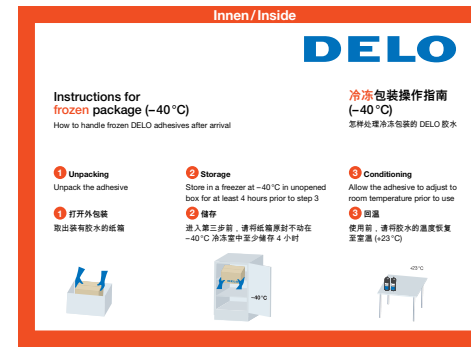 Innen/Inside
DELO
Instructions for
frozen package (–40 °C)
How to handle frozen DELO adhesives after arrival
冷冻包装操作指南
(–40 °C)
怎样处理冷冻包装的 DELO 胶水
1 Unpacking
Unpack the adhesive
1 打开外包装
取出装有胶水的纸箱
2 Storage
Store in a freezer at –40 °C in unopened
box for at least 4 hours prior to step 3
2 储存
进入第三步前，请将纸箱原封不动在
–40 °C 冷冻室中至少储存 4 小时
3 Conditioning
Allow the adhesive to adjust to
room temperature prior to use
3 回温
使用前，请将胶水的温度恢复
至室温 (+23 °C)
–40 °C
+23 °C